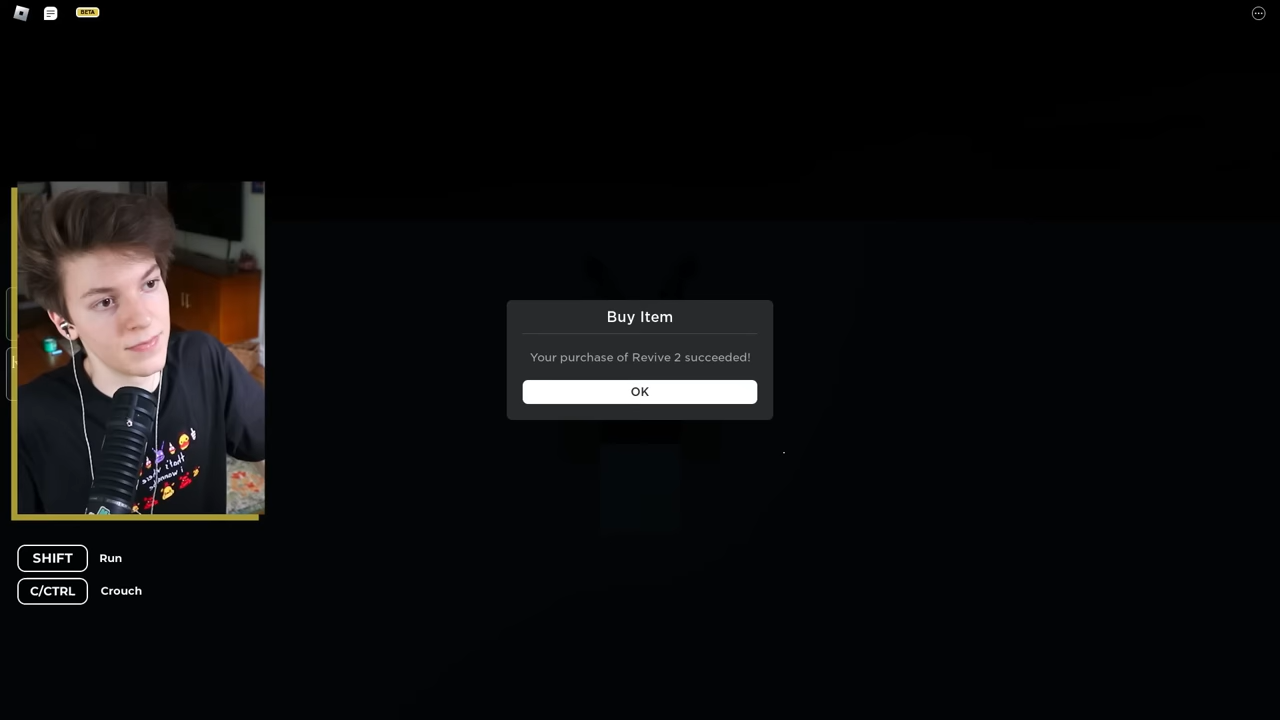 BETA
Buy Item
Your purchase of Revive 2 succeeded!
OK
SHIFT Run
C/CTRL Crouch